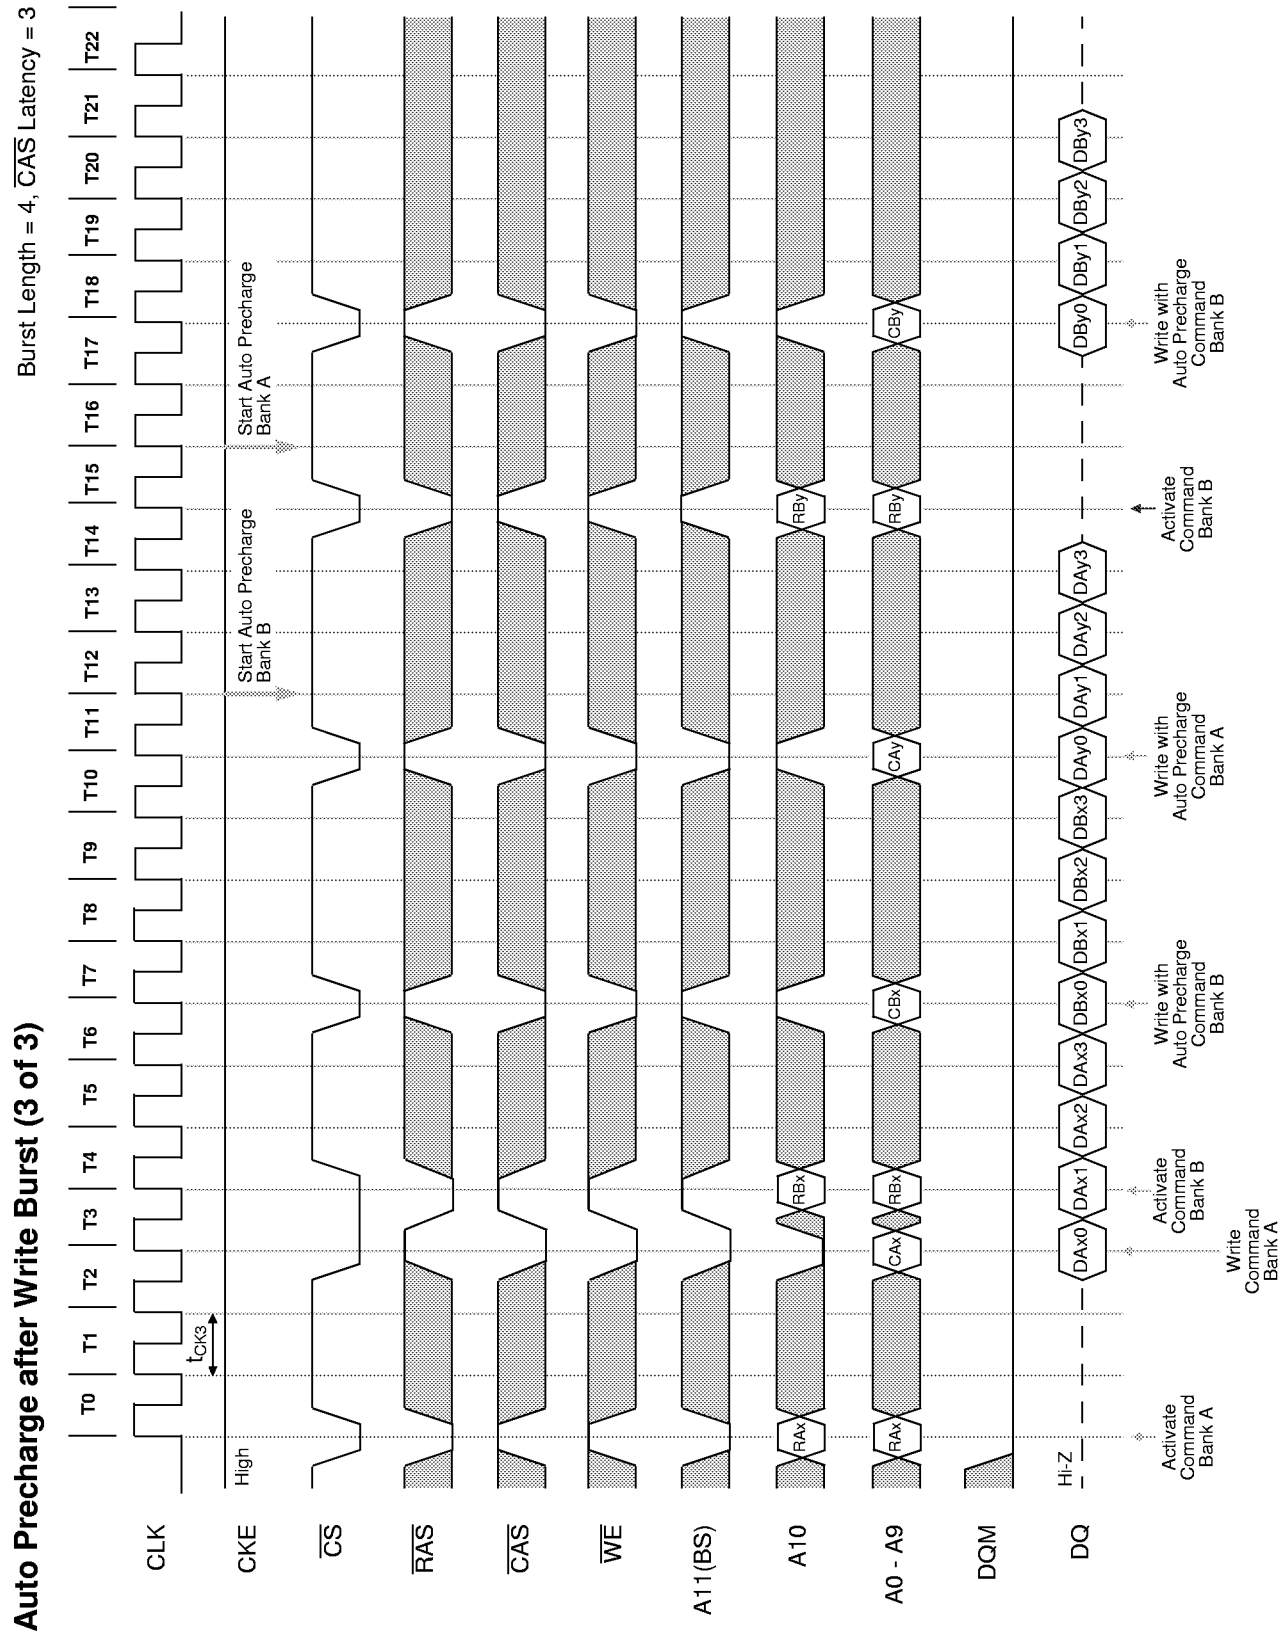 Auto Precharge after Write Burst (3 of 3)
Burst Length = 4, CAS Latency = 3
T0 T1 T2 T3 T4 T5 T6 T7 T8 T9 T10 T11 T12 T13 T14 T15 T16 T17 T18 T19 T20 T21 T22
CLK
tCK3
CKE
High
Start Auto Precharge
Bank B
Start Auto Precharge
Bank A
CS
RAS
CAS
WE
A11(BS)
A10
RAx RBx RBy
A0 - A9
RAx CAx RBx CBx CAy RBy CBy
DQM
DQ
Hi-Z
DAx0 DAx1 DAx2 DAx3 DBx0 DBx1 DBx2 DBx3 DAy0 DAy1 DAy2 DAy3 DBy0 DBy1 DBy2 DBy3
Activate
Command
Bank A
Write
Command
Bank A
Activate
Command
Bank B
Write with
Auto Precharge
Command
Bank B
Write with
Auto Precharge
Command
Bank A
Activate
Command
Bank B
Write with
Auto Precharge
Command
Bank B